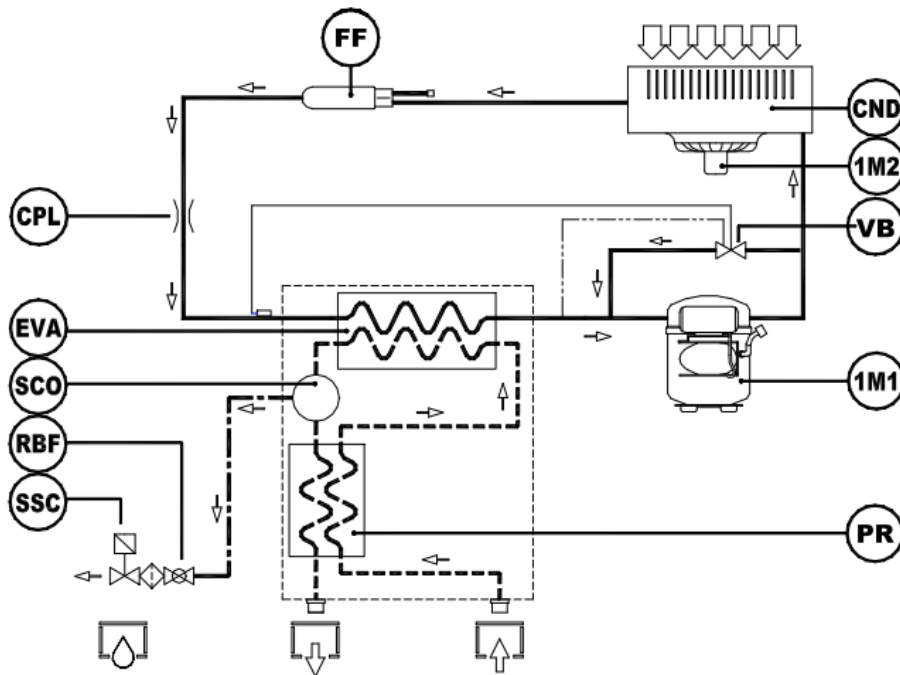 FF
CND
1M2
CPL
VB
EVA
SCO
1M1
RBF
SSC
PR